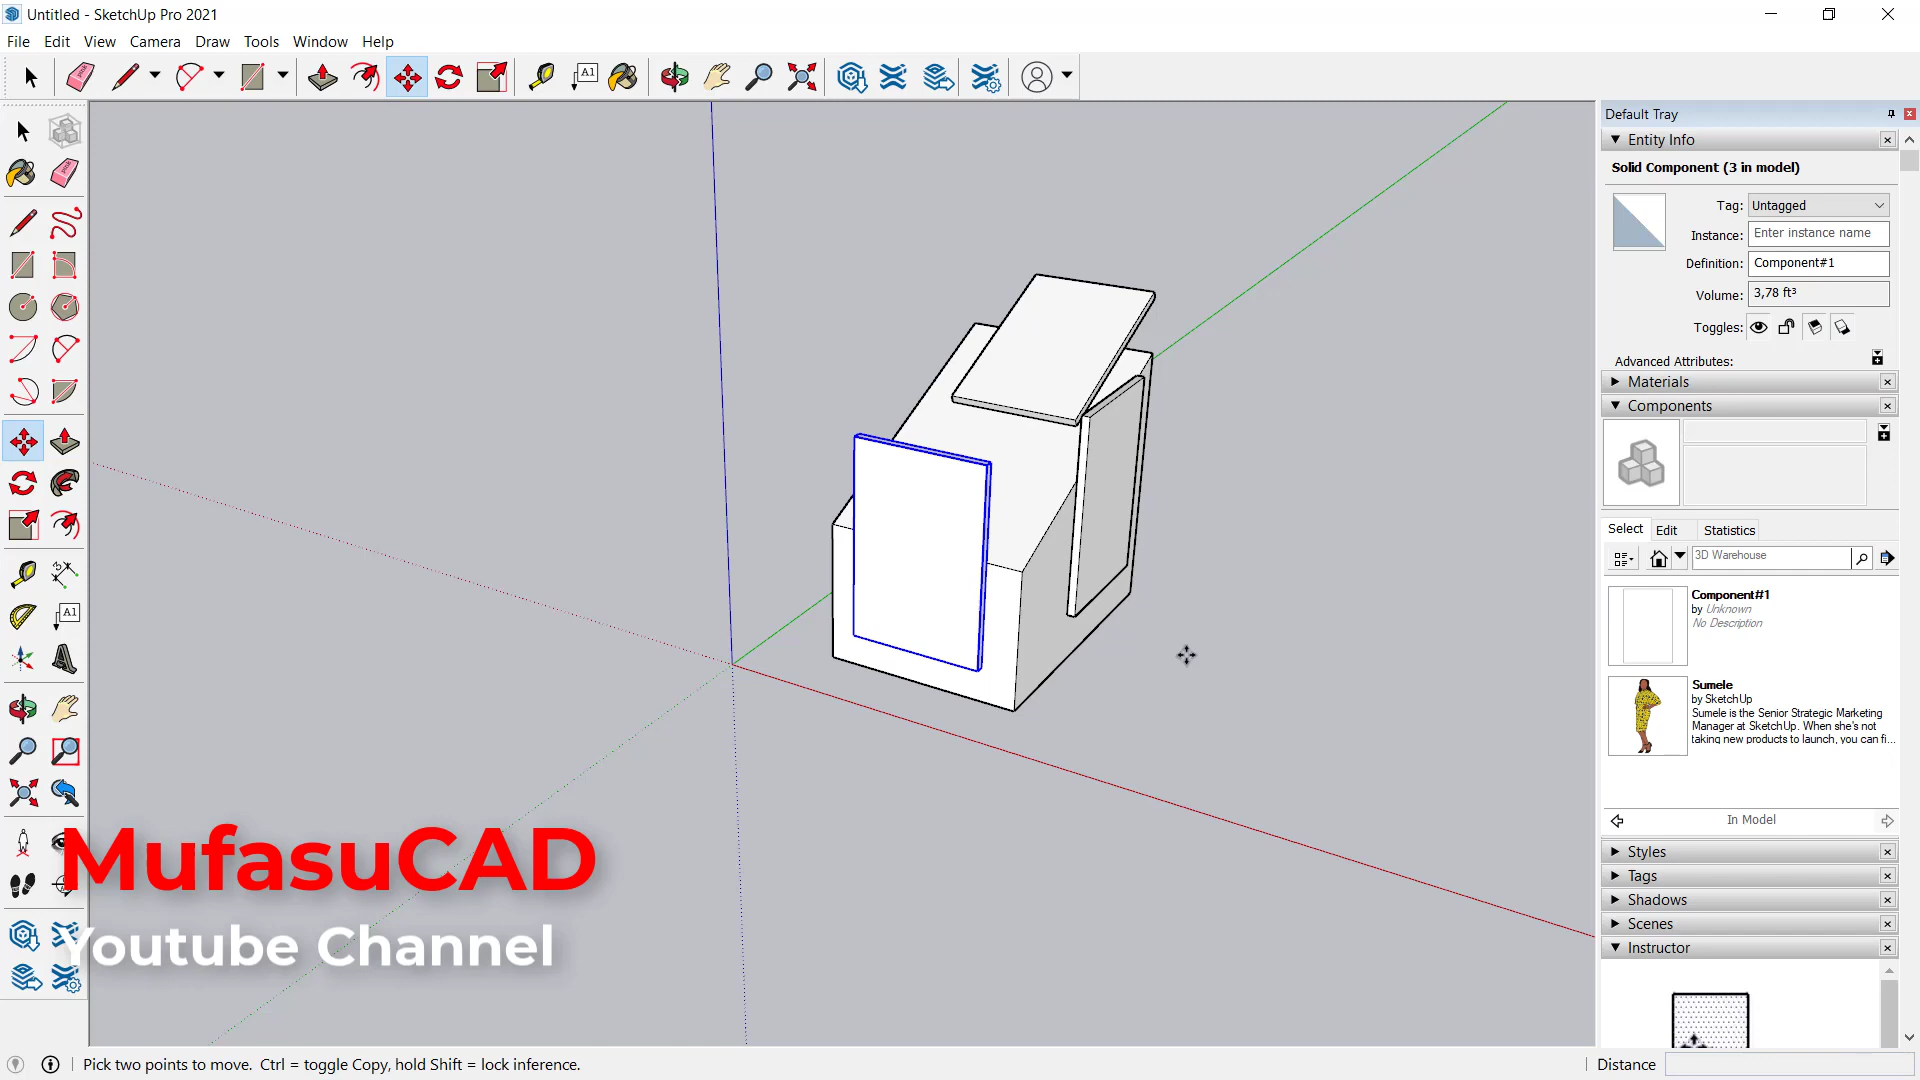 Untitled - SketchUp Pro 2021
File Edit View Camera Draw Tools Window Help
A1
Default Tray
Entity Info
Solid Component (3 in model)
Tag: Untagged
Instance: Enter instance name
Definition: Component#1
Volume: 3,78 ft³
Toggles:
Advanced Attributes:
Materials
Components
Select Edit Statistics
3D Warehouse
Component#1
by Unknown
No Description
Sumele
by SketchUp
Sumele is the Senior Strategic Marketing
Manager at SketchUp. When she's not
taking new products to launch, you can fi...
In Model
Styles
Tags
Shadows
Scenes
Instructor
A1
MufasuCAD
Youtube Channel
Pick two points to move. Ctrl = toggle Copy, hold Shift = lock inference.
Distance